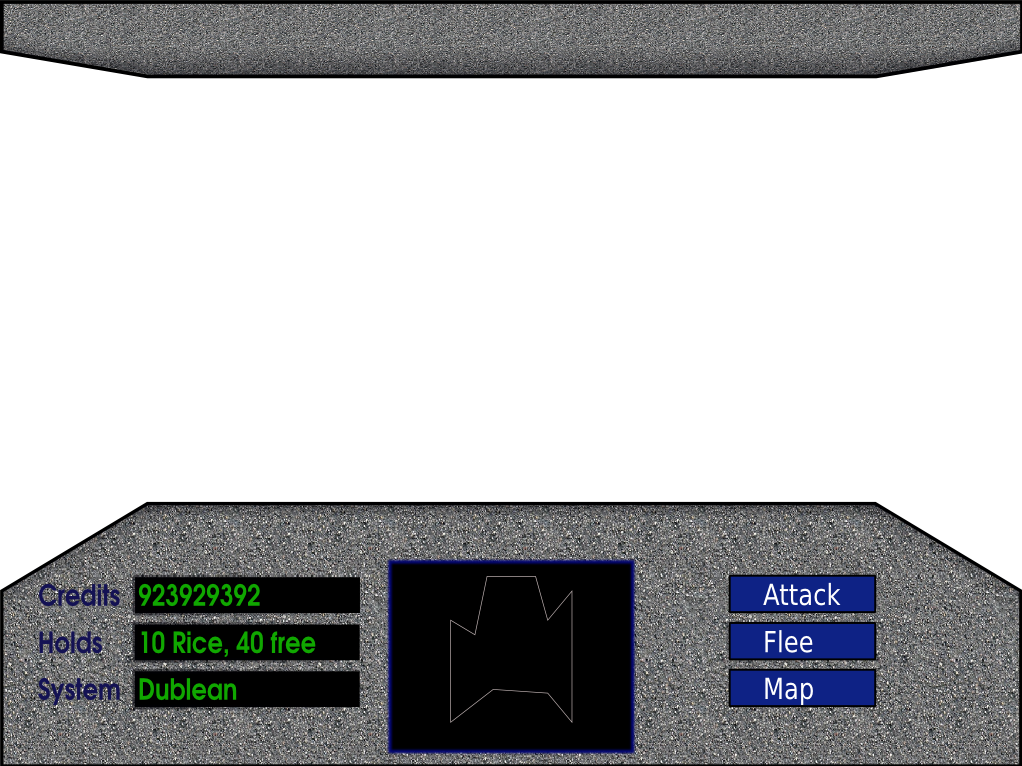 Credits 923929392
Holds 10 Rice, 40 free
System Dublean
Attack
Flee
Map